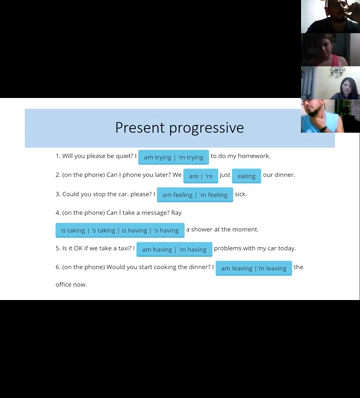 Present progressive
1. Will you please be quiet? I am trying | 'm trying to do my homework.
2. (on the phone) Can I phone you later? We are | 're just eating our dinner.
3. Could you stop the car, please? I am feeling | 'm feeling sick.
4. (on the phone) Can I take a message? Ray
is taking | 's taking | is having | 's having a shower at the moment.
5. Is it OK if we take a taxi? I am having | 'm having problems with my car today.
6. (on the phone) Would you start cooking the dinner? I am leaving |'m leaving the
office now.